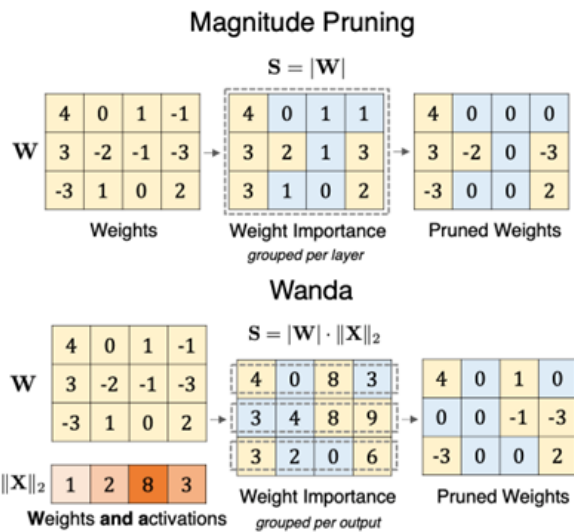 Magnitude Pruning
S = |W|
W
4 0 1 -1
3 -2 -1 -3
-3 1 0 2
4 0 1 1
3 2 1 3
3 1 0 2
4 0 0 0
3 -2 0 -3
-3 0 0 2
Weights
Weight Importance
grouped per layer
Pruned Weights
Wanda
S = |W| · ‖X‖₂
W
4 0 1 -1
3 -2 -1 -3
-3 1 0 2
‖X‖₂
1 2 8 3
Weights and activations
4 0 8 3
3 4 8 9
3 2 0 6
Weight Importance
grouped per output
4 0 1 0
0 0 -1 -3
-3 0 0 2
Pruned Weights